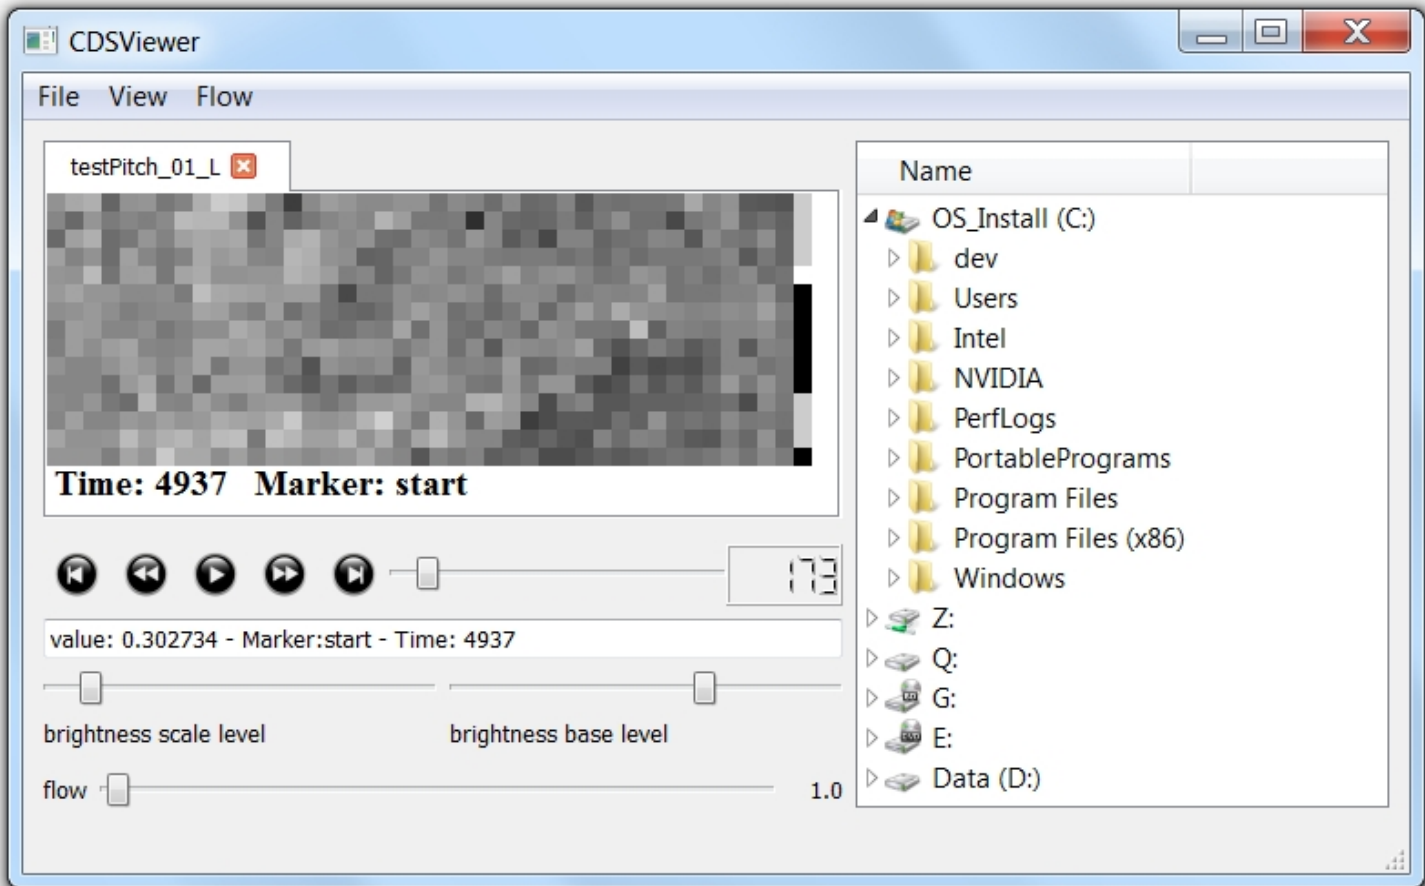 CDSViewer
File View Flow
testPitch_01_L
Time: 4937 Marker: start
173
value: 0.302734 - Marker:start - Time: 4937
brightness scale level
brightness base level
flow
1.0
Name
OS_Install (C:)
dev
Users
Intel
NVIDIA
PerfLogs
PortablePrograms
Program Files
Program Files (x86)
Windows
Z:
Q:
G:
E:
Data (D:)